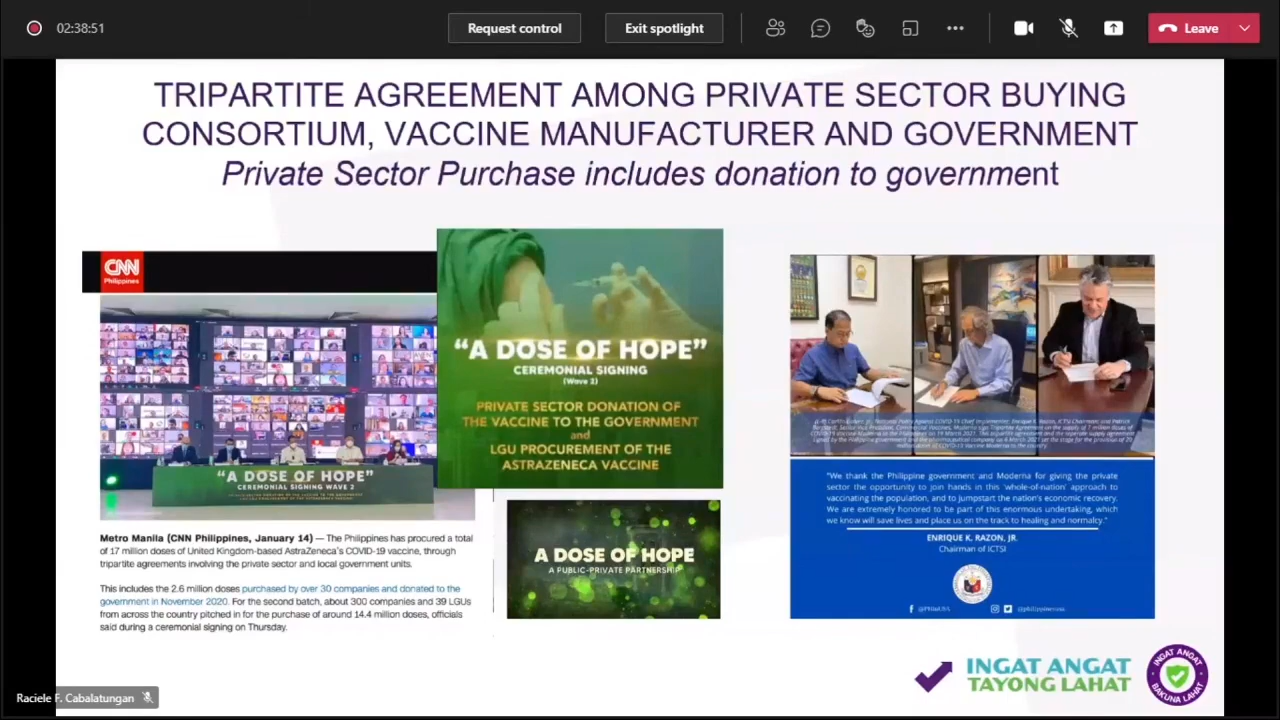 02:38:51
Request control
Exit spotlight
Leave
TRIPARTITE AGREEMENT AMONG PRIVATE SECTOR BUYING
CONSORTIUM, VACCINE MANUFACTURER AND GOVERNMENT
Private Sector Purchase includes donation to government
CNN
Philippines
"A DOSE OF HOPE"
CEREMONIAL SIGNING WAVE 2
Metro Manila (CNN Philippines, January 14) — The Philippines has procured a total
of 17 million doses of United Kingdom-based AstraZeneca's COVID-19 vaccine, through
tripartite agreements involving the private sector and local government units.
This includes the 2.6 million doses purchased by over 30 companies and donated to the
government in November 2020. For the second batch, about 300 companies and 39 LGUs
from across the country pitched in for the purchase of around 14.4 million doses, officials
said during a ceremonial signing on Thursday.
"A DOSE OF HOPE"
CEREMONIAL SIGNING
(Wave 2)
PRIVATE SECTOR DONATION OF
THE VACCINE TO THE GOVERNMENT
and
LGU PROCUREMENT OF THE
ASTRAZENECA VACCINE
A DOSE OF HOPE
A PUBLIC-PRIVATE PARTNERSHIP
"We thank the Philippine government and Moderna for giving the private
sector the opportunity to join hands in this 'whole-of-nation' approach to
vaccinating the population, and to jumpstart the nation's economic recovery.
We are extremely honored to be part of this enormous undertaking, which
we know will save lives and place us on the track to healing and normalcy."
ENRIQUE K. RAZON, JR.
Chairman of ICTSI
INGAT ANGAT
TAYONG LAHAT
INGAT ANGAT
BAKUNA LAHAT
Raciele F. Cabalatungan